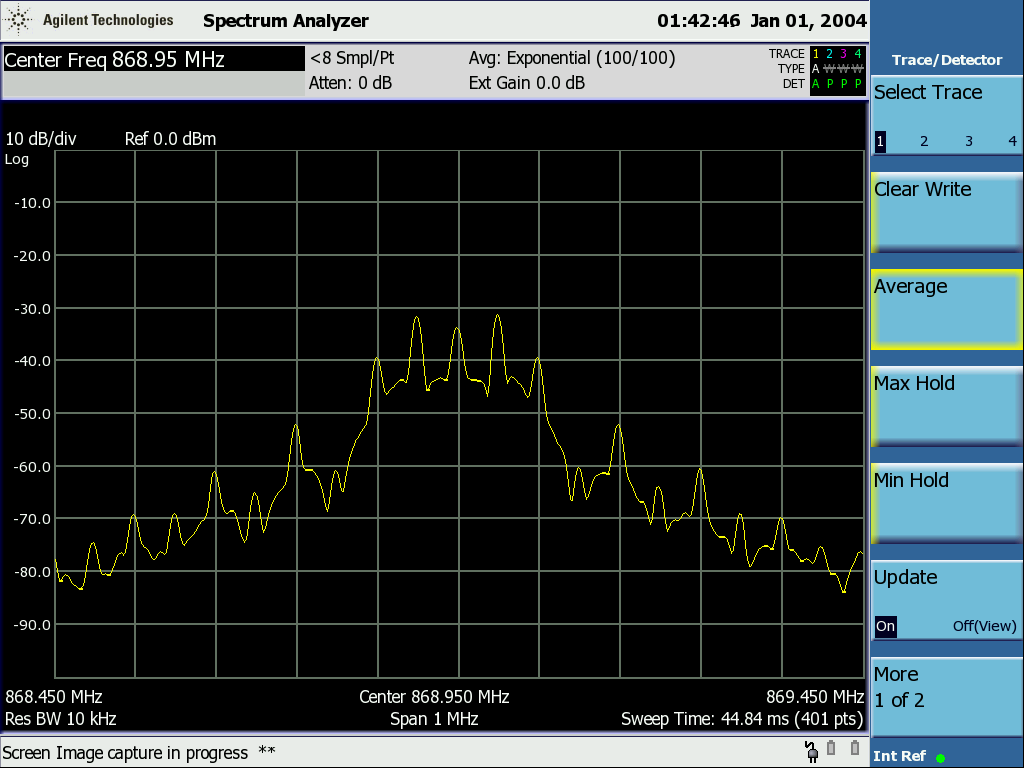 Agilent Technologies Spectrum Analyzer 01:42:46 Jan 01, 2004
Center Freq 868.95 MHz
<8 Smpl/Pt Avg: Exponential (100/100)
Atten: 0 dB Ext Gain 0.0 dB
TRACE 1 2 3 4
TYPE A W W W
DET A P P P
10 dB/div Ref 0.0 dBm
Log
-10.0
-20.0
-30.0
-40.0
-50.0
-60.0
-70.0
-80.0
-90.0
868.450 MHz Center 868.950 MHz 869.450 MHz
Res BW 10 kHz Span 1 MHz Sweep Time: 44.84 ms (401 pts)
Screen Image capture in progress **
Trace/Detector
Select Trace
1 2 3 4
Clear Write
Average
Max Hold
Min Hold
Update
On Off(View)
More
1 of 2
Int Ref